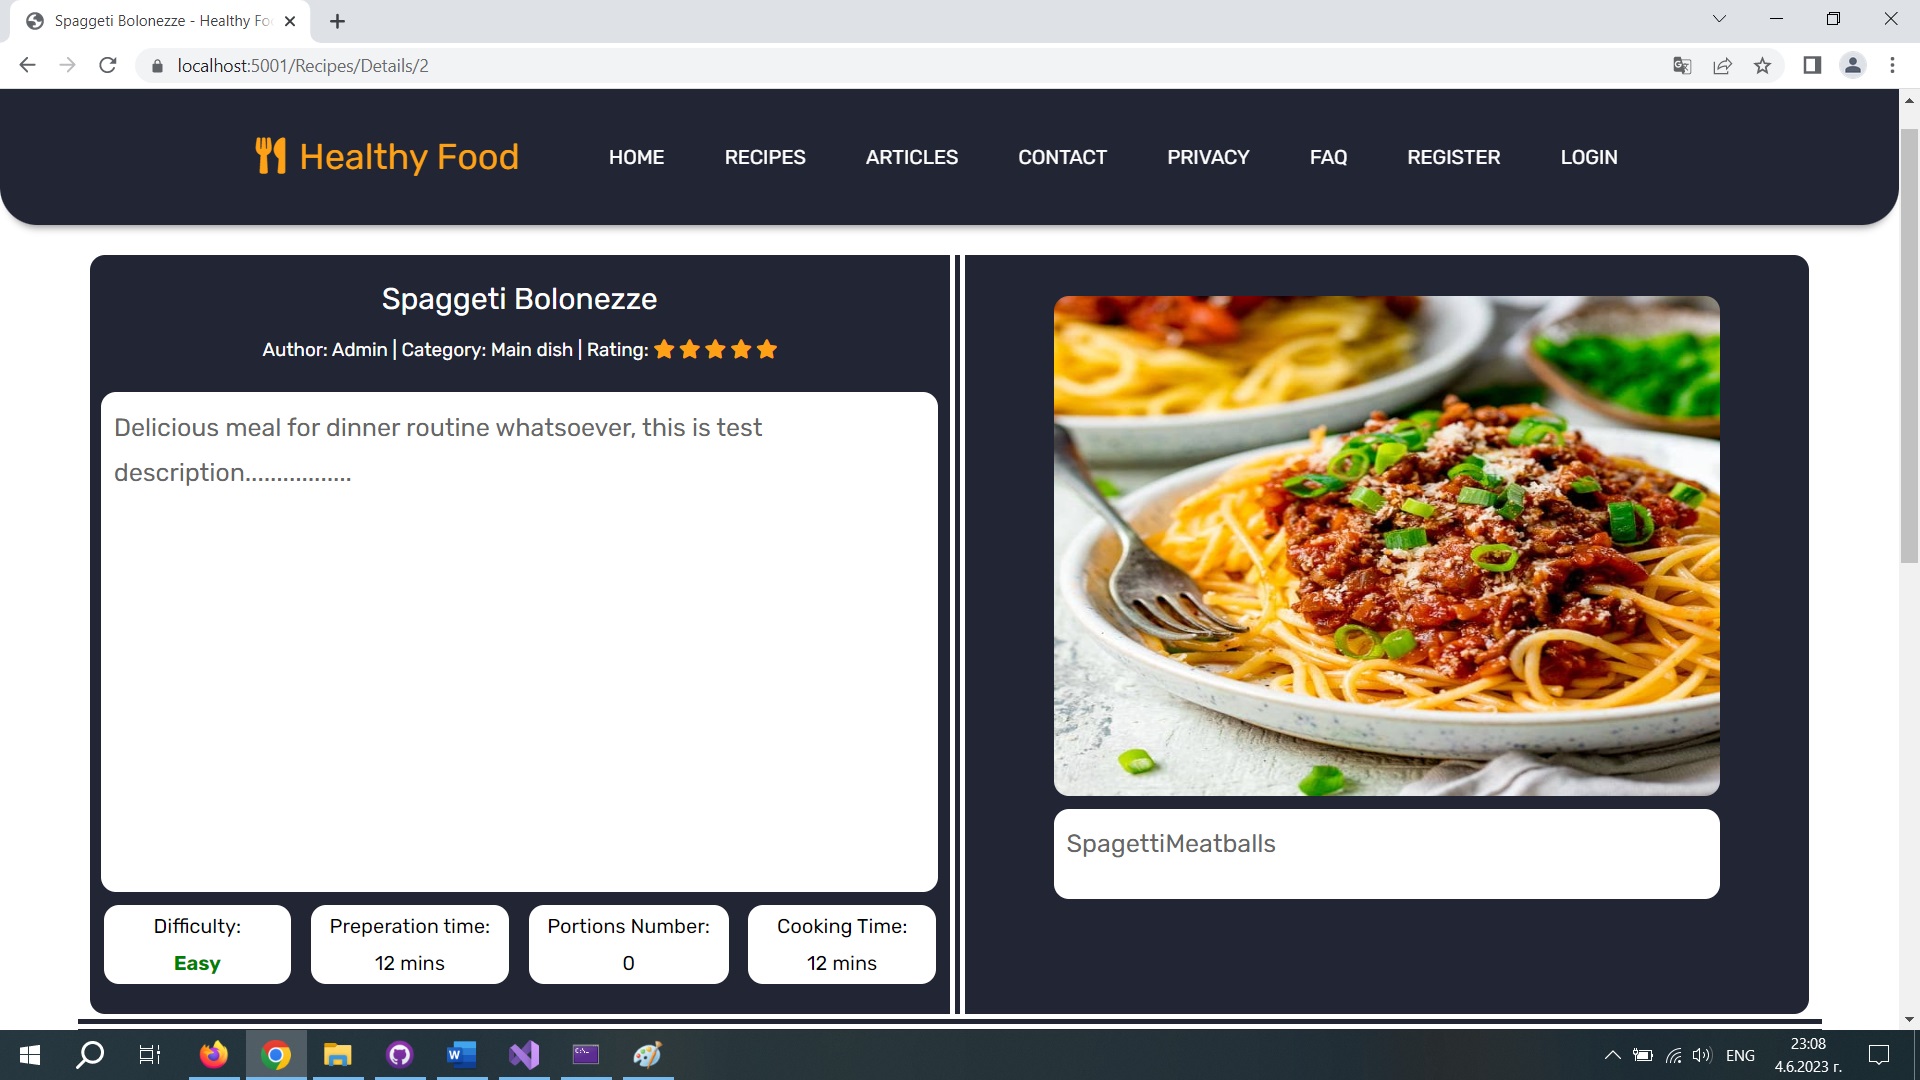 Spaggeti Bolonezze - Healthy Fo
localhost:5001/Recipes/Details/2
Healthy Food
HOME
RECIPES
ARTICLES
CONTACT
PRIVACY
FAQ
REGISTER
LOGIN
Spaggeti Bolonezze
Author: Admin | Category: Main dish | Rating:
Delicious meal for dinner routine whatsoever, this is test
description.................
Difficulty:
Easy
Preperation time:
12 mins
Portions Number:
0
Cooking Time:
12 mins
SpagettiMeatballs
ENG
23:08
4.6.2023 г.